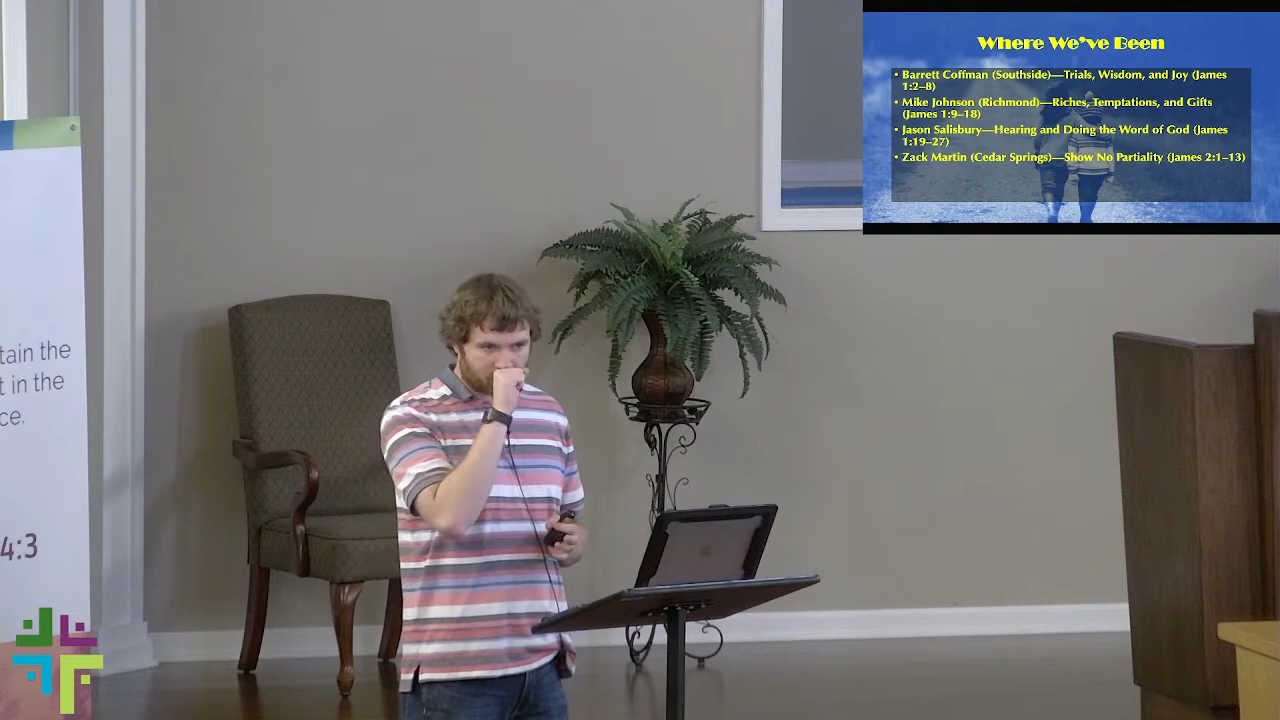 Where We've Been
• Barrett Coffman (Southside)—Trials, Wisdom, and Joy (James
1:2–8)
• Mike Johnson (Richmond)—Riches, Temptations, and Gifts
(James 1:9–18)
• Jason Salisbury—Hearing and Doing the Word of God (James
1:19–27)
• Zack Martin (Cedar Springs)—Show No Partiality (James 2:1–13)
tain the
t in the
ce.
4:3